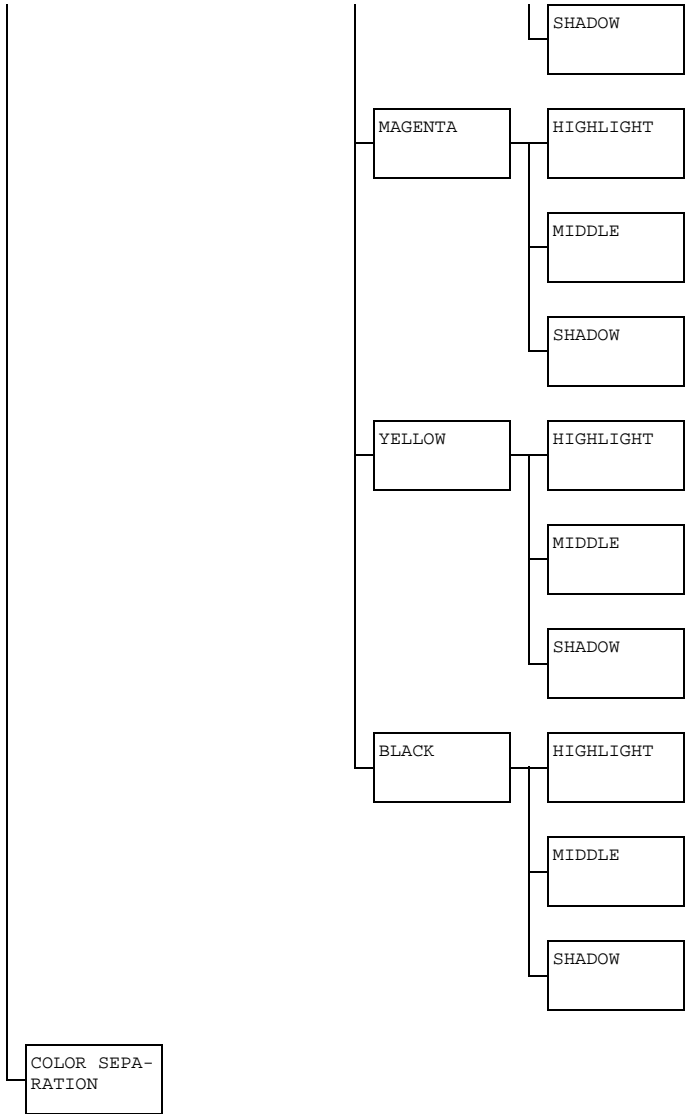 SHADOW
MAGENTA
HIGHLIGHT
MIDDLE
SHADOW
YELLOW
HIGHLIGHT
MIDDLE
SHADOW
BLACK
HIGHLIGHT
MIDDLE
SHADOW
COLOR SEPA-
RATION